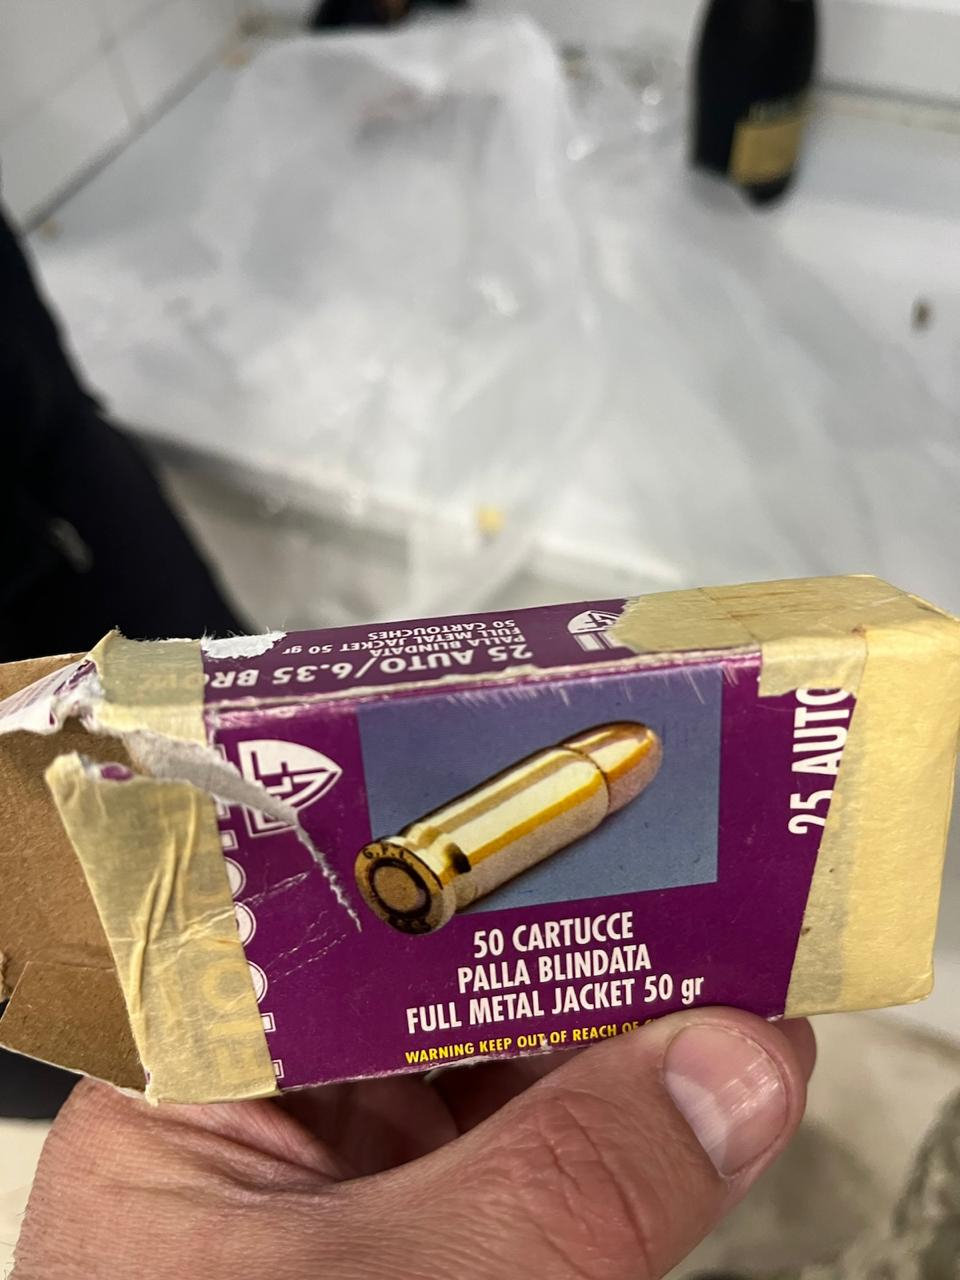 25 AUTO/6.35 BROW
PALLA BLINDATA
FULL METAL JACKET 50 gr
50 CARTOUCHES
25 AUTO
G.F.L.
50 CARTUCCE
PALLA BLINDATA
FULL METAL JACKET 50 gr
WARNING KEEP OUT OF REACH OF